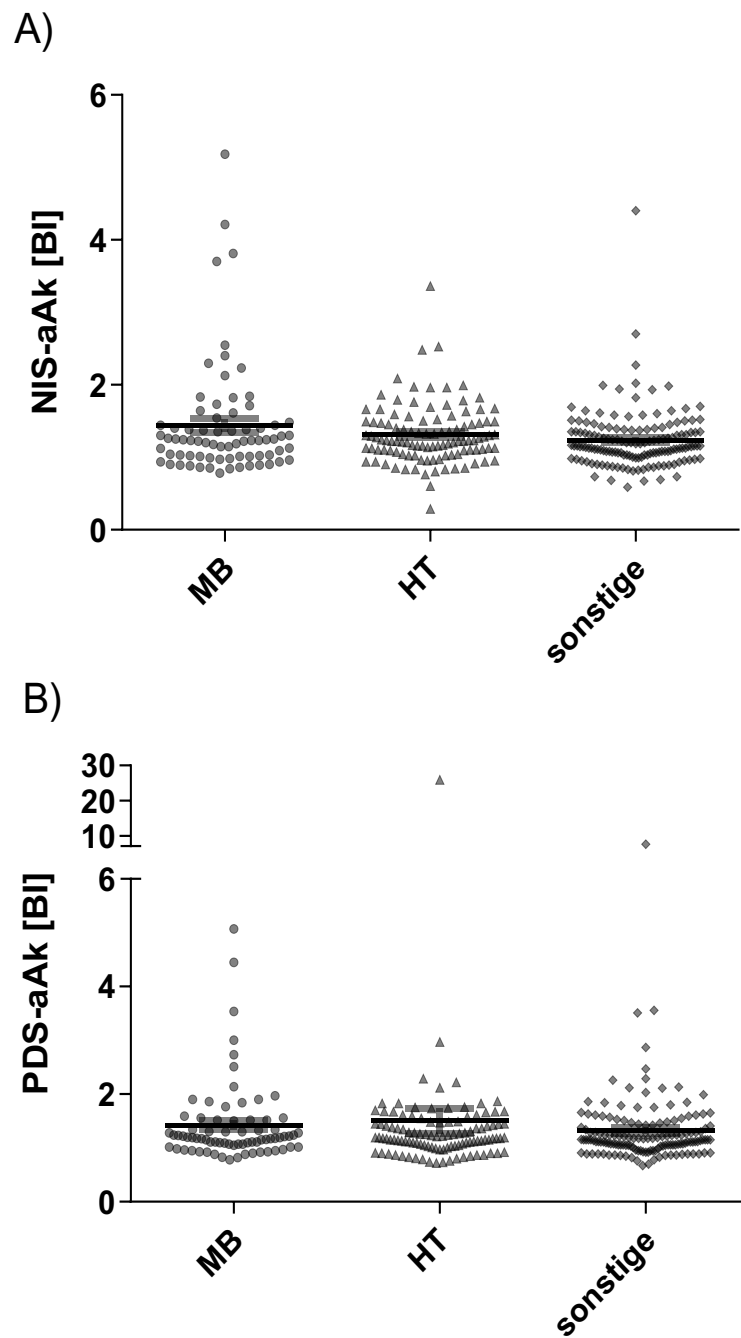 A)
6
4
2
0
NIS-aAk [BI]
MB
HT
sonstige
B)
30
20
10
6
4
2
0
PDS-aAk [BI]
MB
HT
sonstige